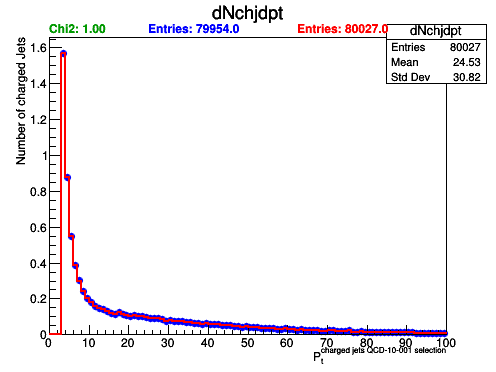 dNchjdpt
Chi2: 1.00 Entries: 79954.0 Entries: 80027.0
dNchjdpt
Entries 80027
Mean 24.53
Std Dev 30.82
Number of charged Jets
1.6
1.4
1.2
1
0.8
0.6
0.4
0.2
0
0 10 20 30 40 50 60 70 80 90 100
P_t^charged jets QCD-10-001 selection